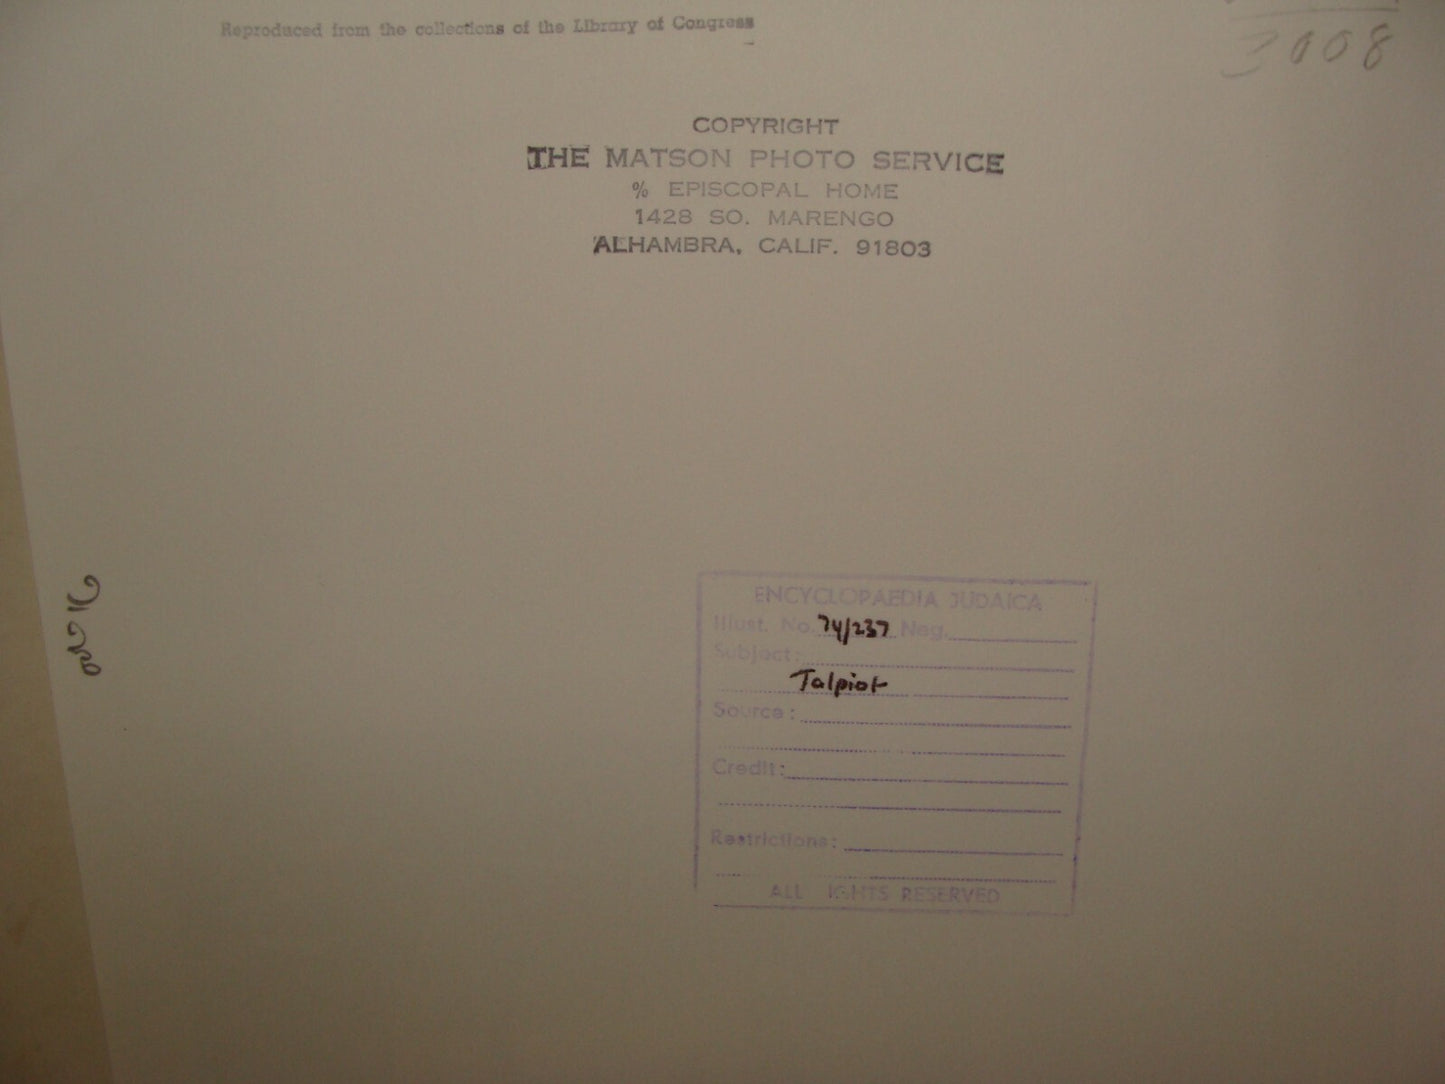 Reproduced from the collections of the Library of Congress
3008
COPYRIGHT
THE MATSON PHOTO SERVICE
% EPISCOPAL HOME
1428 SO. MARENGO
ALHAMBRA, CALIF. 91803
ENCYCLOPAEDIA JUDAICA
Illust. No. 74/237 Neg.
Subject:
Talpiot
Source:
Credit:
Restrictions:
ALL IGHTS RESERVED